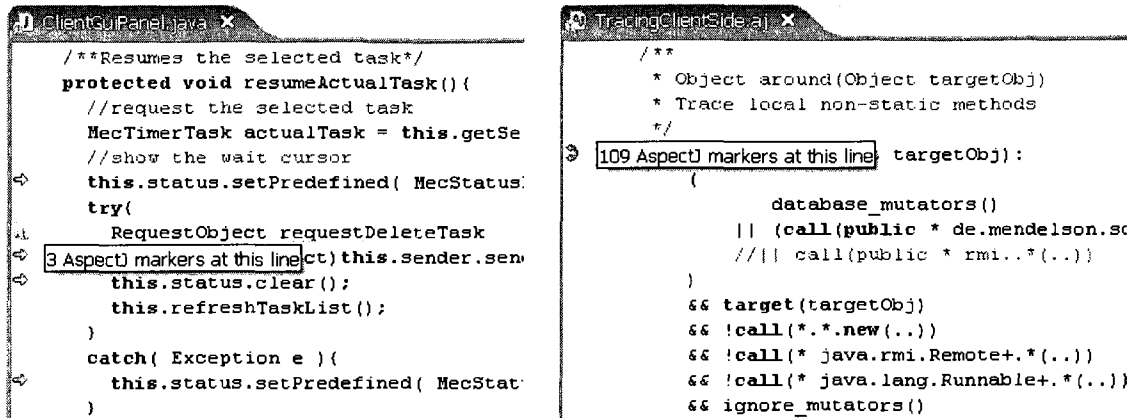 ClientGuiPanel.java
/**Resumes the selected task*/
protected void resumeActualTask(){
//request the selected task
MecTimerTask actualTask = this.getSe
//show the wait cursor
this.status.setPredefined( MecStatus
try{
RequestObject requestDeleteTask
3 AspectJ markers at this line ct)this.sender.sen
this.status.clear();
this.refreshTaskList();
}
catch( Exception e ){
this.status.setPredefined( MecStat
}
TracingClientSide.aj
/**
* Object around(Object targetObj)
* Trace local non-static methods
*/
109 AspectJ markers at this line targetObj):
(
database_mutators()
|| (call(public * de.mendelson.sc
//|| call(public * rmi..*(..))
)
&& target(targetObj)
&& !call(*.*.new(..))
&& !call(* java.rmi.Remote+.*(..))
&& !call(* java.lang.Runnable+.*(..))
&& ignore_mutators()